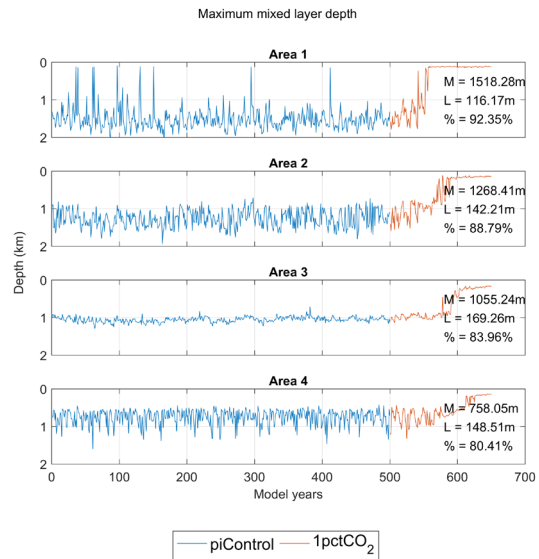 Maximum mixed layer depth
Area 1
0
1
2
M = 1518.28m
L = 116.17m
% = 92.35%
Area 2
0
1
2
M = 1268.41m
L = 142.21m
% = 88.79%
Depth (km)
Area 3
0
1
2
M = 1055.24m
L = 169.26m
% = 83.96%
Area 4
0
1
2
M = 758.05m
L = 148.51m
% = 80.41%
0 100 200 300 400 500 600 700
Model years
piControl 1pctCO₂